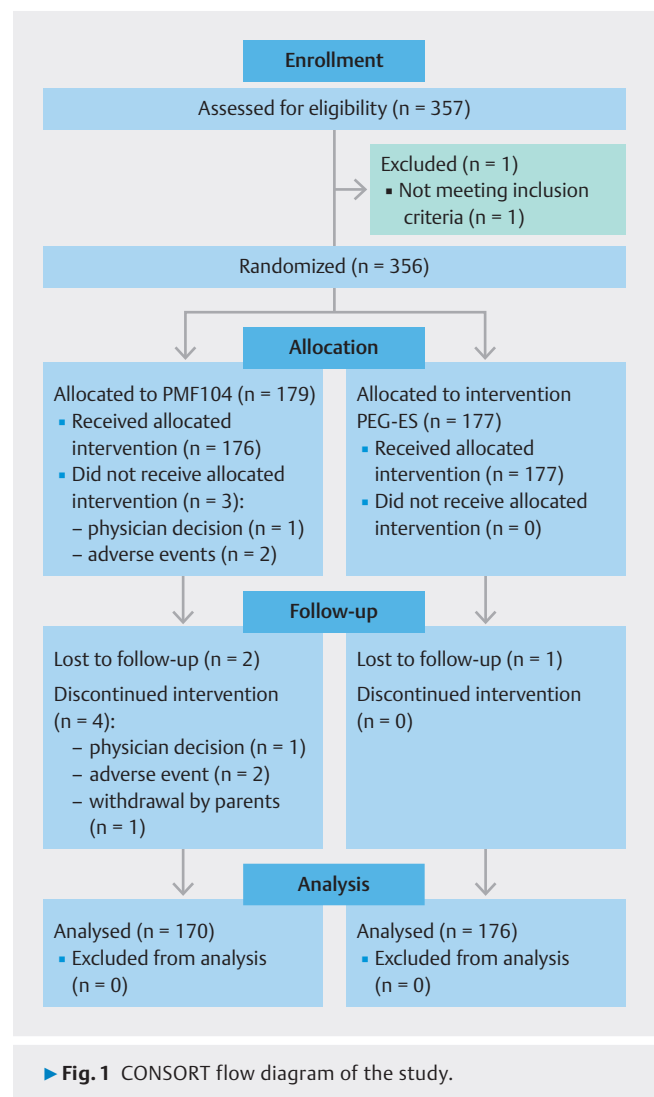 Enrollment
Assessed for eligibility (n = 357)
Excluded (n = 1)
▪ Not meeting inclusion
criteria (n = 1)
Randomized (n = 356)
Allocation
Allocated to PMF104 (n = 179)
▪ Received allocated
intervention (n = 176)
▪ Did not receive allocated
intervention (n = 3):
– physician decision (n = 1)
– adverse events (n = 2)
Allocated to intervention
PEG-ES (n = 177)
▪ Received allocated
intervention (n = 177)
▪ Did not receive allocated
intervention (n = 0)
Follow-up
Lost to follow-up (n = 2)
Discontinued intervention
(n = 4):
– physician decision (n = 1)
– adverse event (n = 2)
– withdrawal by parents
(n = 1)
Lost to follow-up (n = 1)
Discontinued intervention
(n = 0)
Analysis
Analysed (n = 170)
▪ Excluded from analysis
(n = 0)
Analysed (n = 176)
▪ Excluded from analysis
(n = 0)
▶ Fig. 1 CONSORT flow diagram of the study.